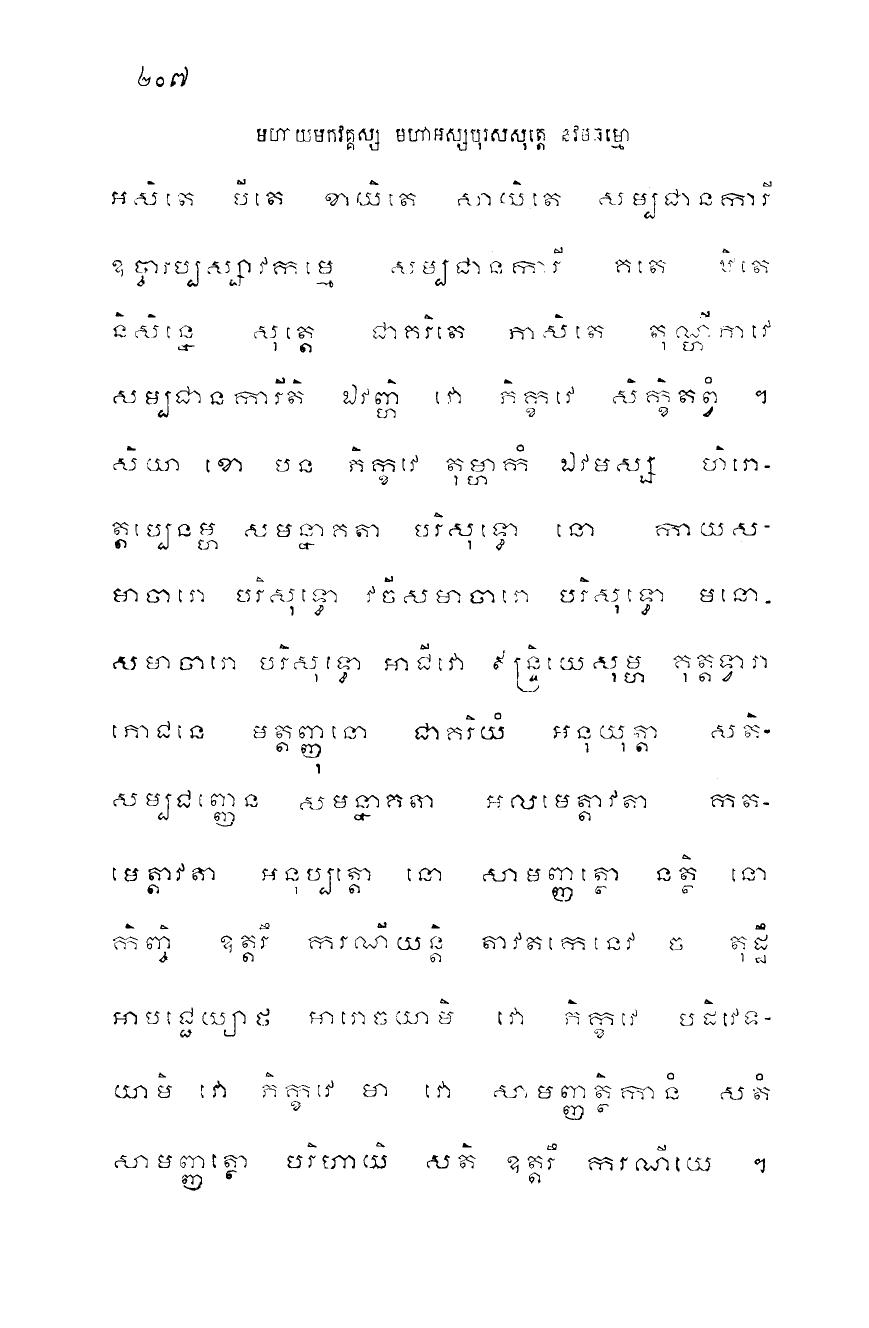 ២០៧
មហាយមកវគ្គស្ស មហាអស្សបុរសសុត្តេ នវងធម្មោ
អសិតេ បីតេ ខាយិតេ សាយិតេ សម្បជានការី
ឧច្ចារប្បស្សាវកម្មេ សម្បជានការី គតេ ឋិតេ
និសិន្នេ សុត្តេ ជាគរិតេ ភាសិតេ តុណ្ហីភាវេ
សម្បជានការីតិ ឯវញ្ហិ វោ ភិក្ខវេ សិក្ខិតព្វំ ។
សិយា ខោ បន ភិក្ខវេ តុម្ហាកំ ឯវមស្ស ហិរោ-
ត្តប្បេនម្ហ សមន្នាគតា បរិសុទ្ធោ នោ កាយស-
មាចារោ បរិសុទ្ធោ វចីសមាចារោ បរិសុទ្ធោ មនោ-
សមាចារោ បរិសុទ្ធោ អាជីវោ ឥន្ទ្រិយេសុម្ហ គុត្តទ្វារា
ភោជនេ មត្តញ្ញុនោ ជាគរិយំ អនុយុត្តា សតិ-
សម្បជញ្ញេន សមន្នាគតា អលមេត្តាវតា កត-
មេត្តាវតា អនុប្បត្តោ នោ សាមញ្ញត្ថោ នត្ថិ នោ
កិញ្ចិ ឧត្តរឹ ករណីយន្តិ តាវតកេនេវ ច តុដ្ឋឹ
អាបជ្ជេយ្យាថ អារោចយាមិ វោ ភិក្ខវេ បដិវេទ-
យាមិ វោ ភិក្ខវេ មា វោ សាមញ្ញត្ថិកានំ សតំ
សាមញ្ញត្ថោ បរិហាយិ សតិ ឧត្តរឹ ករណីយេ ។